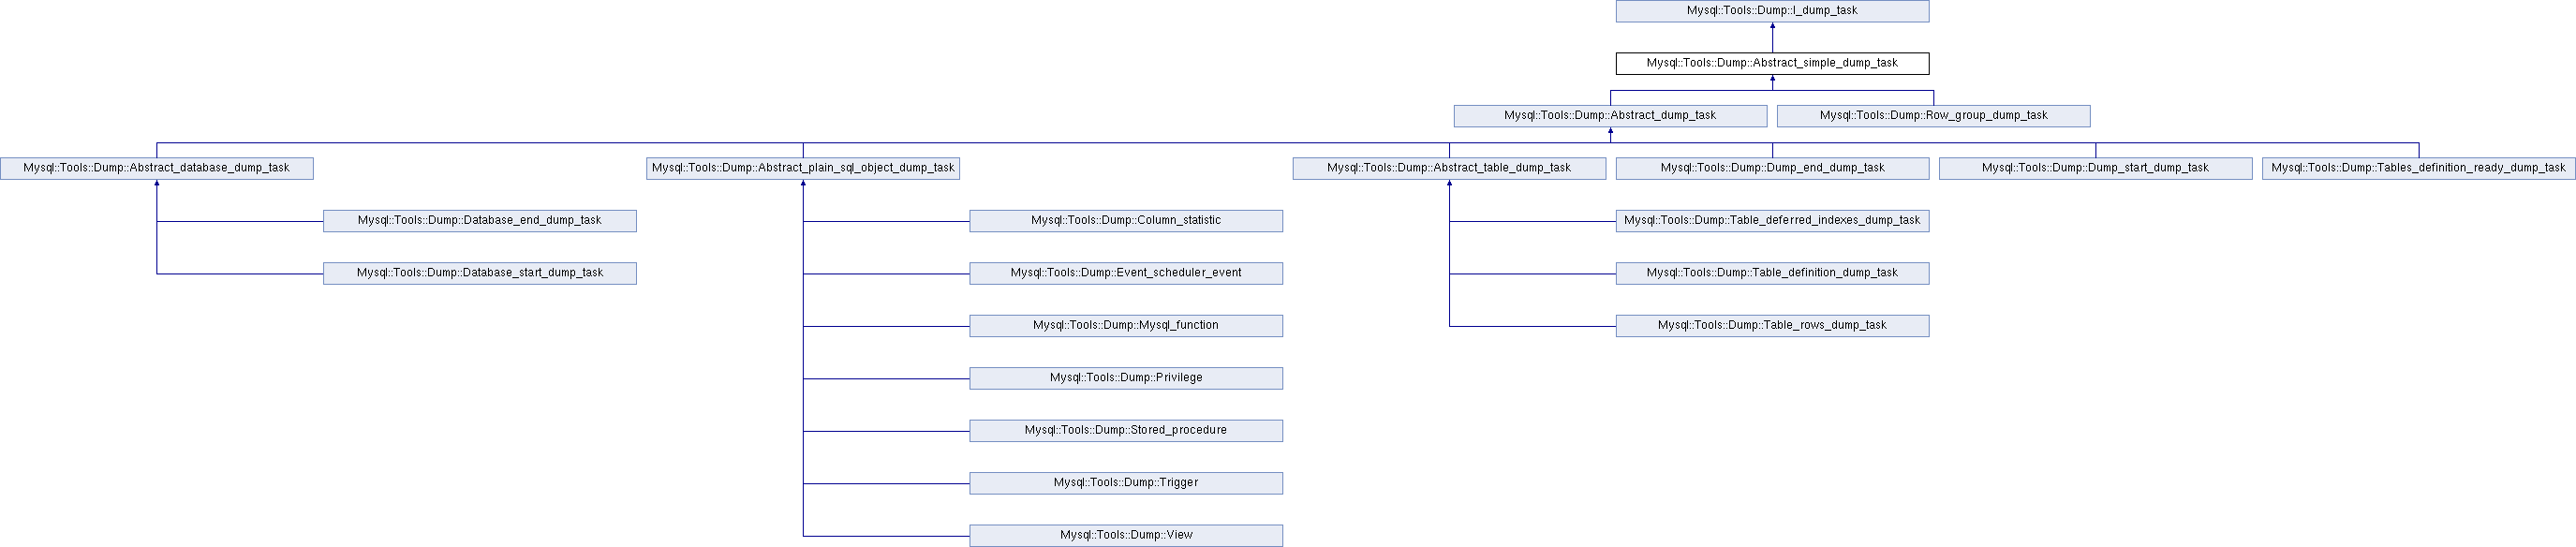 Mysql::Tools::Dump::I_dump_task
Mysql::Tools::Dump::Abstract_simple_dump_task
Mysql::Tools::Dump::Abstract_dump_task
Mysql::Tools::Dump::Row_group_dump_task
Mysql::Tools::Dump::Abstract_database_dump_task
Mysql::Tools::Dump::Abstract_plain_sql_object_dump_task
Mysql::Tools::Dump::Abstract_table_dump_task
Mysql::Tools::Dump::Dump_end_dump_task
Mysql::Tools::Dump::Dump_start_dump_task
Mysql::Tools::Dump::Tables_definition_ready_dump_task
Mysql::Tools::Dump::Database_end_dump_task
Mysql::Tools::Dump::Column_statistic
Mysql::Tools::Dump::Table_deferred_indexes_dump_task
Mysql::Tools::Dump::Database_start_dump_task
Mysql::Tools::Dump::Event_scheduler_event
Mysql::Tools::Dump::Table_definition_dump_task
Mysql::Tools::Dump::Mysql_function
Mysql::Tools::Dump::Table_rows_dump_task
Mysql::Tools::Dump::Privilege
Mysql::Tools::Dump::Stored_procedure
Mysql::Tools::Dump::Trigger
Mysql::Tools::Dump::View